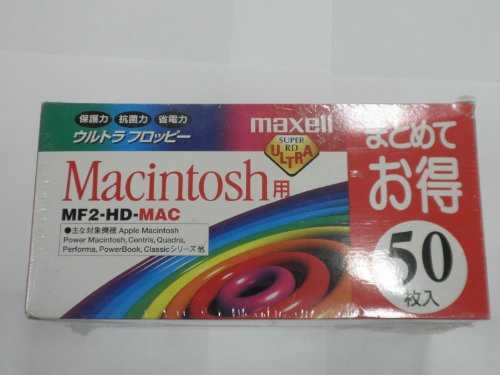 保護力 抗菌力 省電力
ウルトラ フロッピー
maxell
SUPER
RD
ULTRA
Macintosh用
MF2-HD-MAC
●主な対象機種 Apple Macintosh
Power Macintosh, Centris, Quadra,
Performa, PowerBook, Classicシリーズ他
まとめて
お得
50
枚入